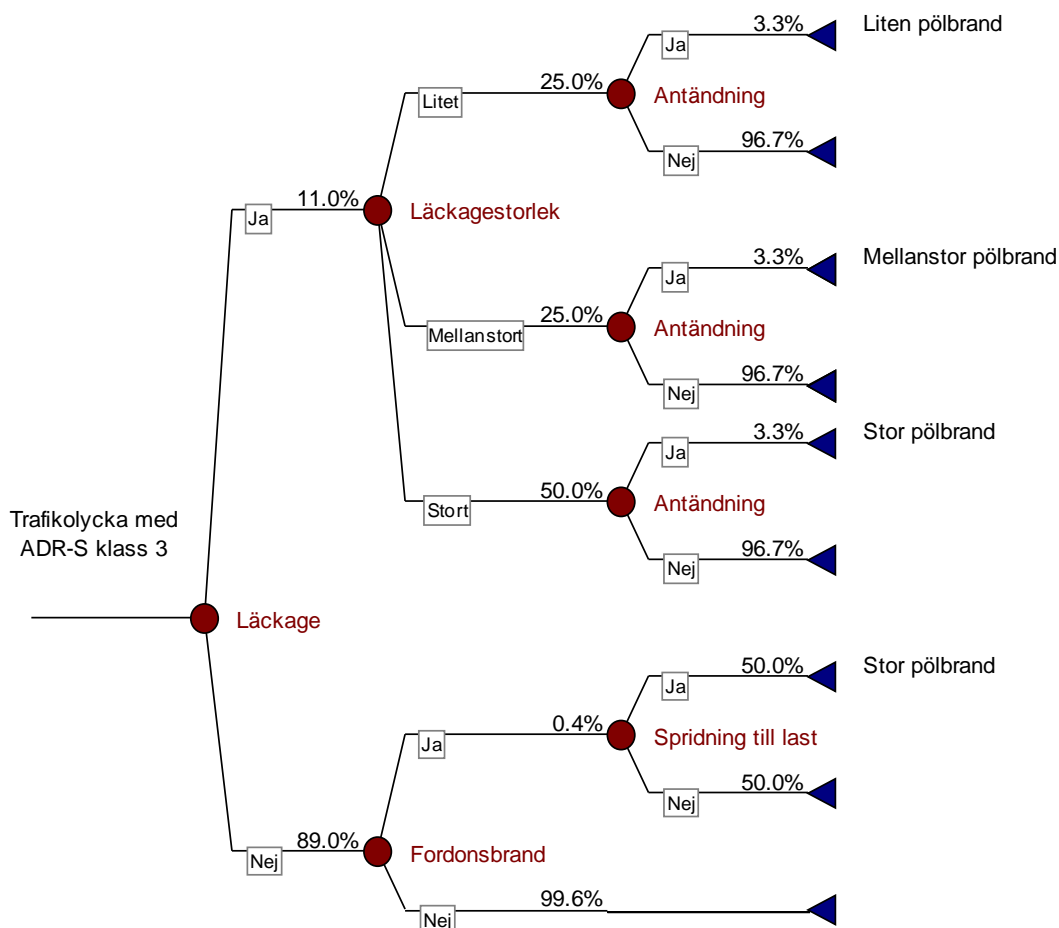 3.3%
Liten pölbrand
Ja
25.0%
Litet
Antändning
96.7%
Nej
11.0%
Ja
Läckagestorlek
3.3%
Mellanstor pölbrand
Ja
25.0%
Mellanstort
Antändning
96.7%
Nej
3.3%
Stor pölbrand
Ja
50.0%
Stort
Antändning
96.7%
Nej
Trafikolycka med
ADR-S klass 3
Läckage
50.0%
Stor pölbrand
Ja
0.4%
Ja
Spridning till last
50.0%
Nej
89.0%
Nej
Fordonsbrand
99.6%
Nej